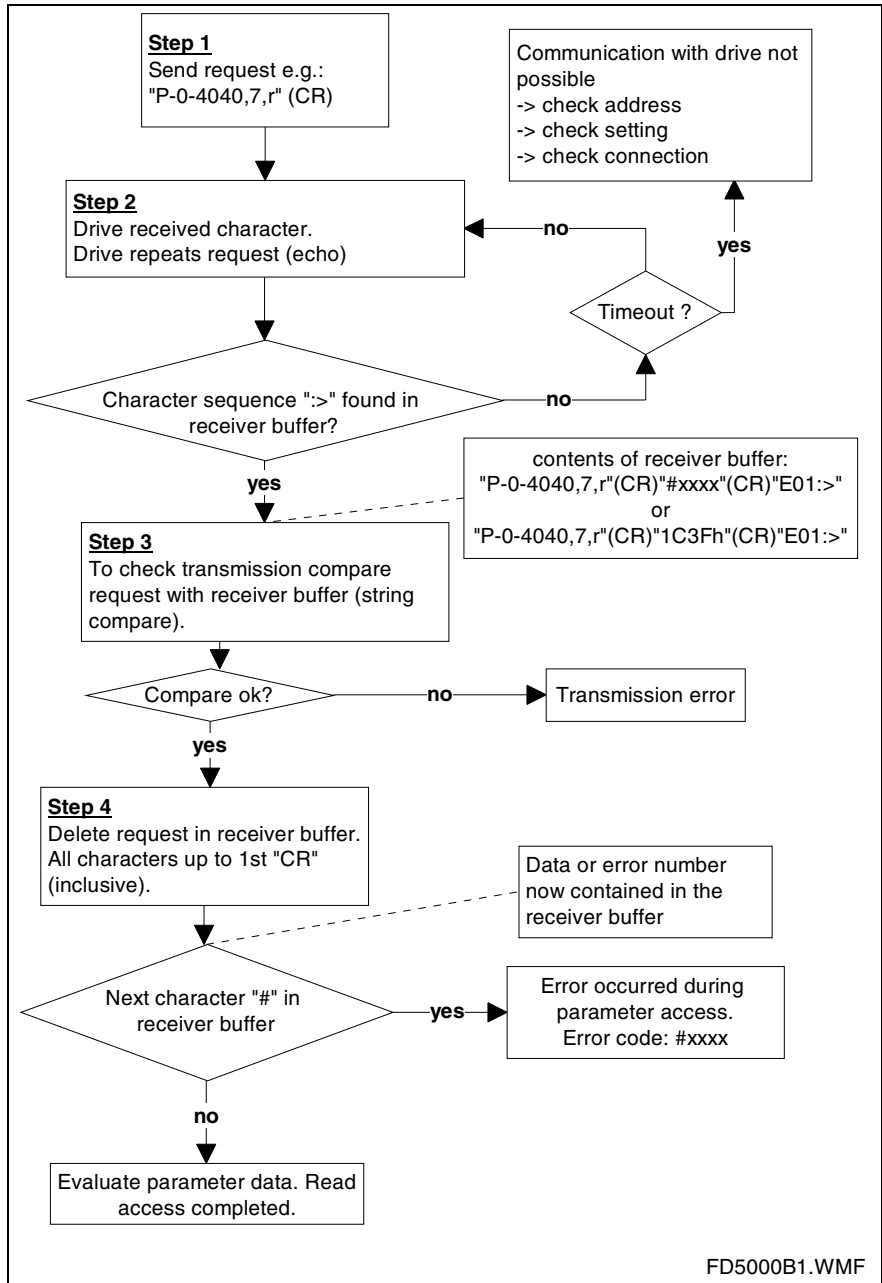 Step 1
Send request e.g.:
"P-0-4040,7,r" (CR)
Communication with drive not
possible
-> check address
-> check setting
-> check connection
Step 2
Drive received character.
Drive repeats request (echo)
no
yes
Timeout ?
Character sequence ":>" found in
receiver buffer?
no
yes
contents of receiver buffer:
"P-0-4040,7,r"(CR)"#xxxx"(CR)"E01:>"
or
"P-0-4040,7,r"(CR)"1C3Fh"(CR)"E01:>"
Step 3
To check transmission compare
request with receiver buffer (string
compare).
Compare ok?
no
Transmission error
yes
Step 4
Delete request in receiver buffer.
All characters up to 1st "CR"
(inclusive).
Data or error number
now contained in the
receiver buffer
Next character "#" in
receiver buffer
yes
Error occurred during
parameter access.
Error code: #xxxx
no
Evaluate parameter data. Read
access completed.
FD5000B1.WMF